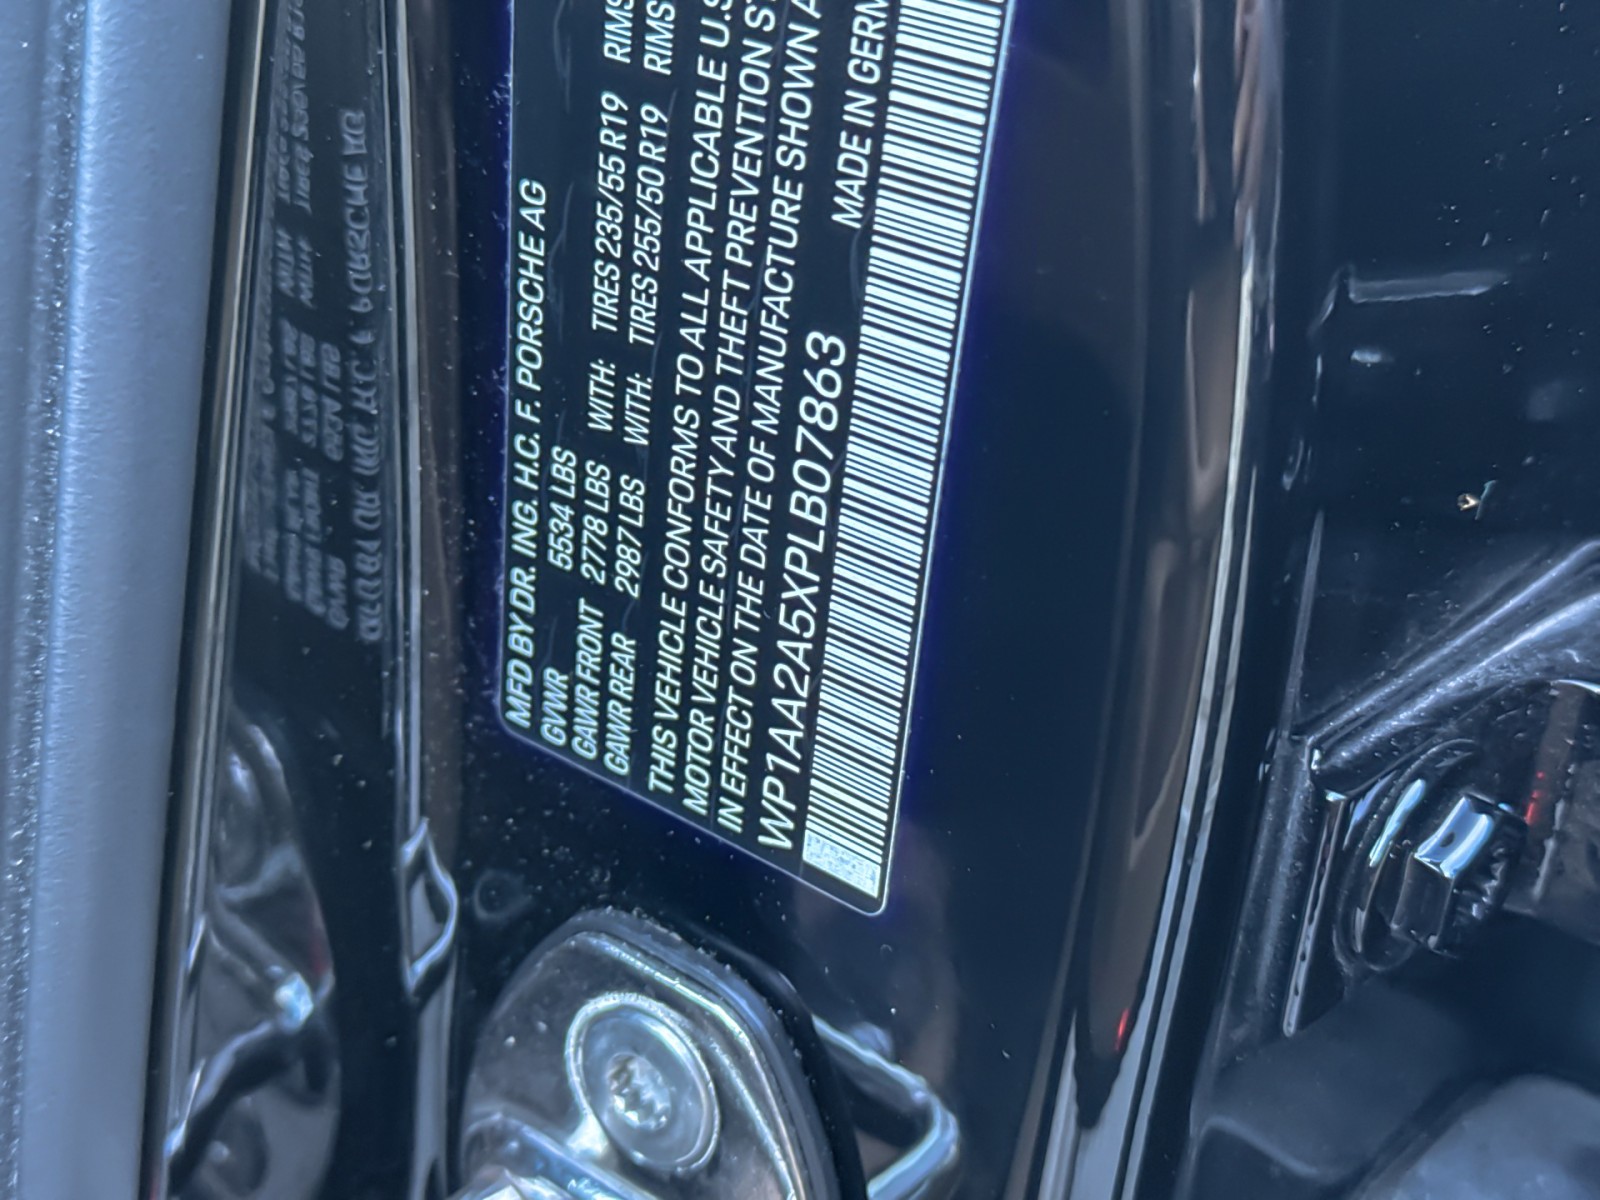 MFD BY DR. ING. H.C. F. PORSCHE AG
GVWR 5534 LBS
GAWR FRONT 2778 LBS WITH: TIRES 235/55 R19 RIMS
GAWR REAR 2987 LBS WITH: TIRES 255/50 R19 RIMS
THIS VEHICLE CONFORMS TO ALL APPLICABLE U.S
MOTOR VEHICLE SAFETY AND THEFT PREVENTION ST
IN EFFECT ON THE DATE OF MANUFACTURE SHOWN A
WP1AA2A5XPLB07863 MADE IN GERM